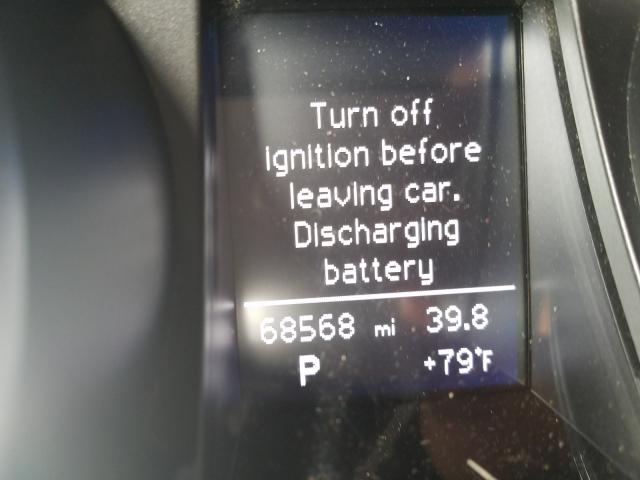 Turn off
ignition before
leaving car.
Discharging
battery
68568 mi 39.8
P +79°F